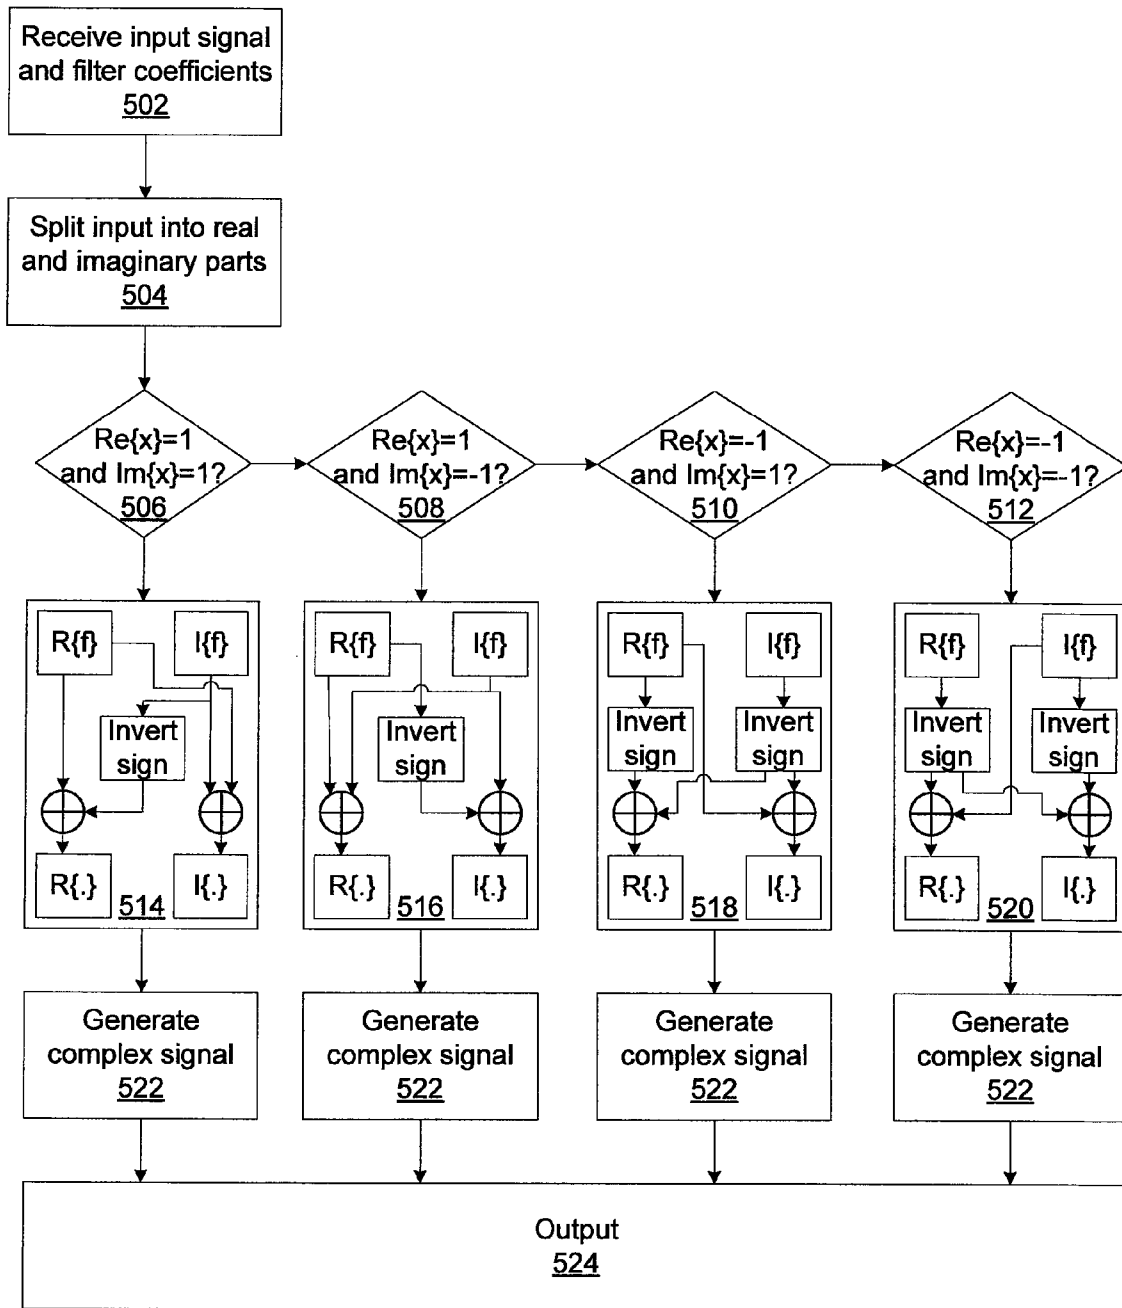 Receive input signal
and filter coefficients
502
Split input into real
and imaginary parts
504
Re{x}=1
and Im{x}=1?
506
Re{x}=1
and Im{x}=-1?
508
Re{x}=-1
and Im{x}=1?
510
Re{x}=-1
and Im{x}=-1?
512
R{f}
I{f}
Invert
sign
R{.}
I{.}
514
R{f}
I{f}
Invert
sign
R{.}
I{.}
516
R{f}
I{f}
Invert
sign
Invert
sign
R{.}
I{.}
518
R{f}
I{f}
Invert
sign
Invert
sign
R{.}
I{.}
520
Generate
complex signal
522
Generate
complex signal
522
Generate
complex signal
522
Generate
complex signal
522
Output
524